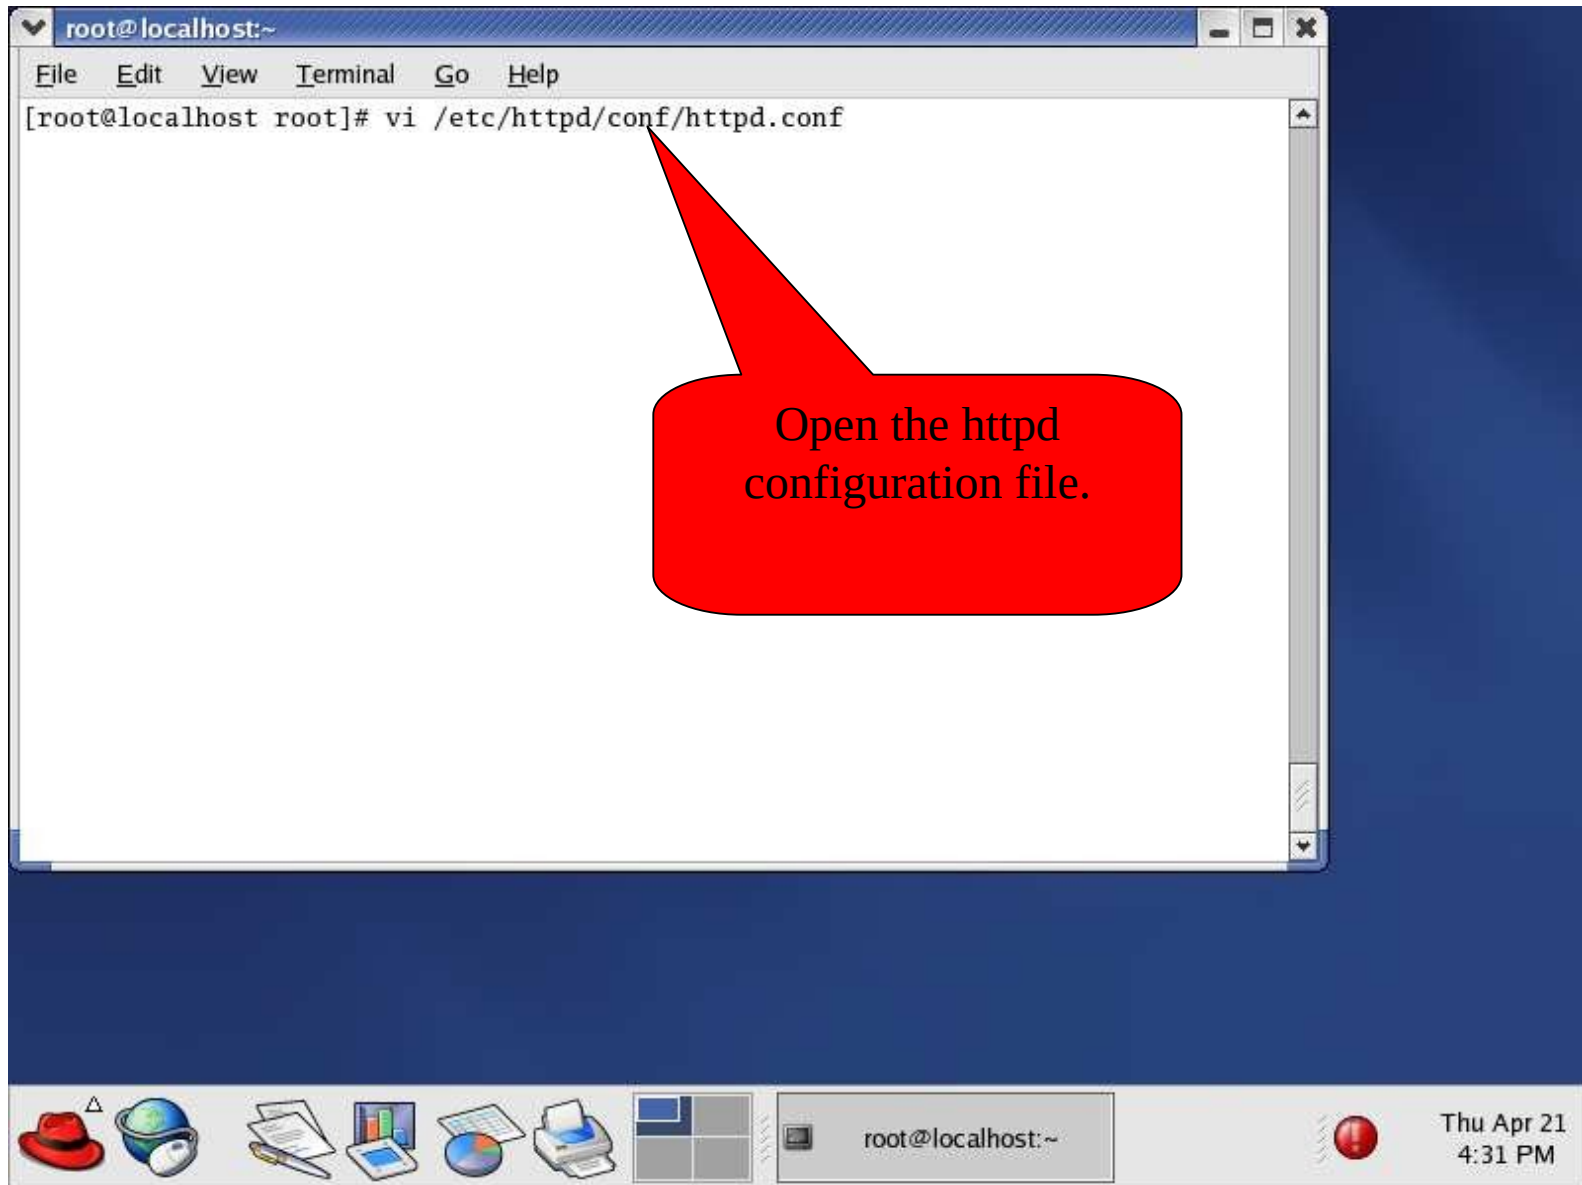 root@localhost:~
File Edit View Terminal Go Help
[root@localhost root]# vi /etc/httpd/conf/httpd.conf
Open the httpd
configuration file.
root@localhost:~
Thu Apr 21
4:31 PM